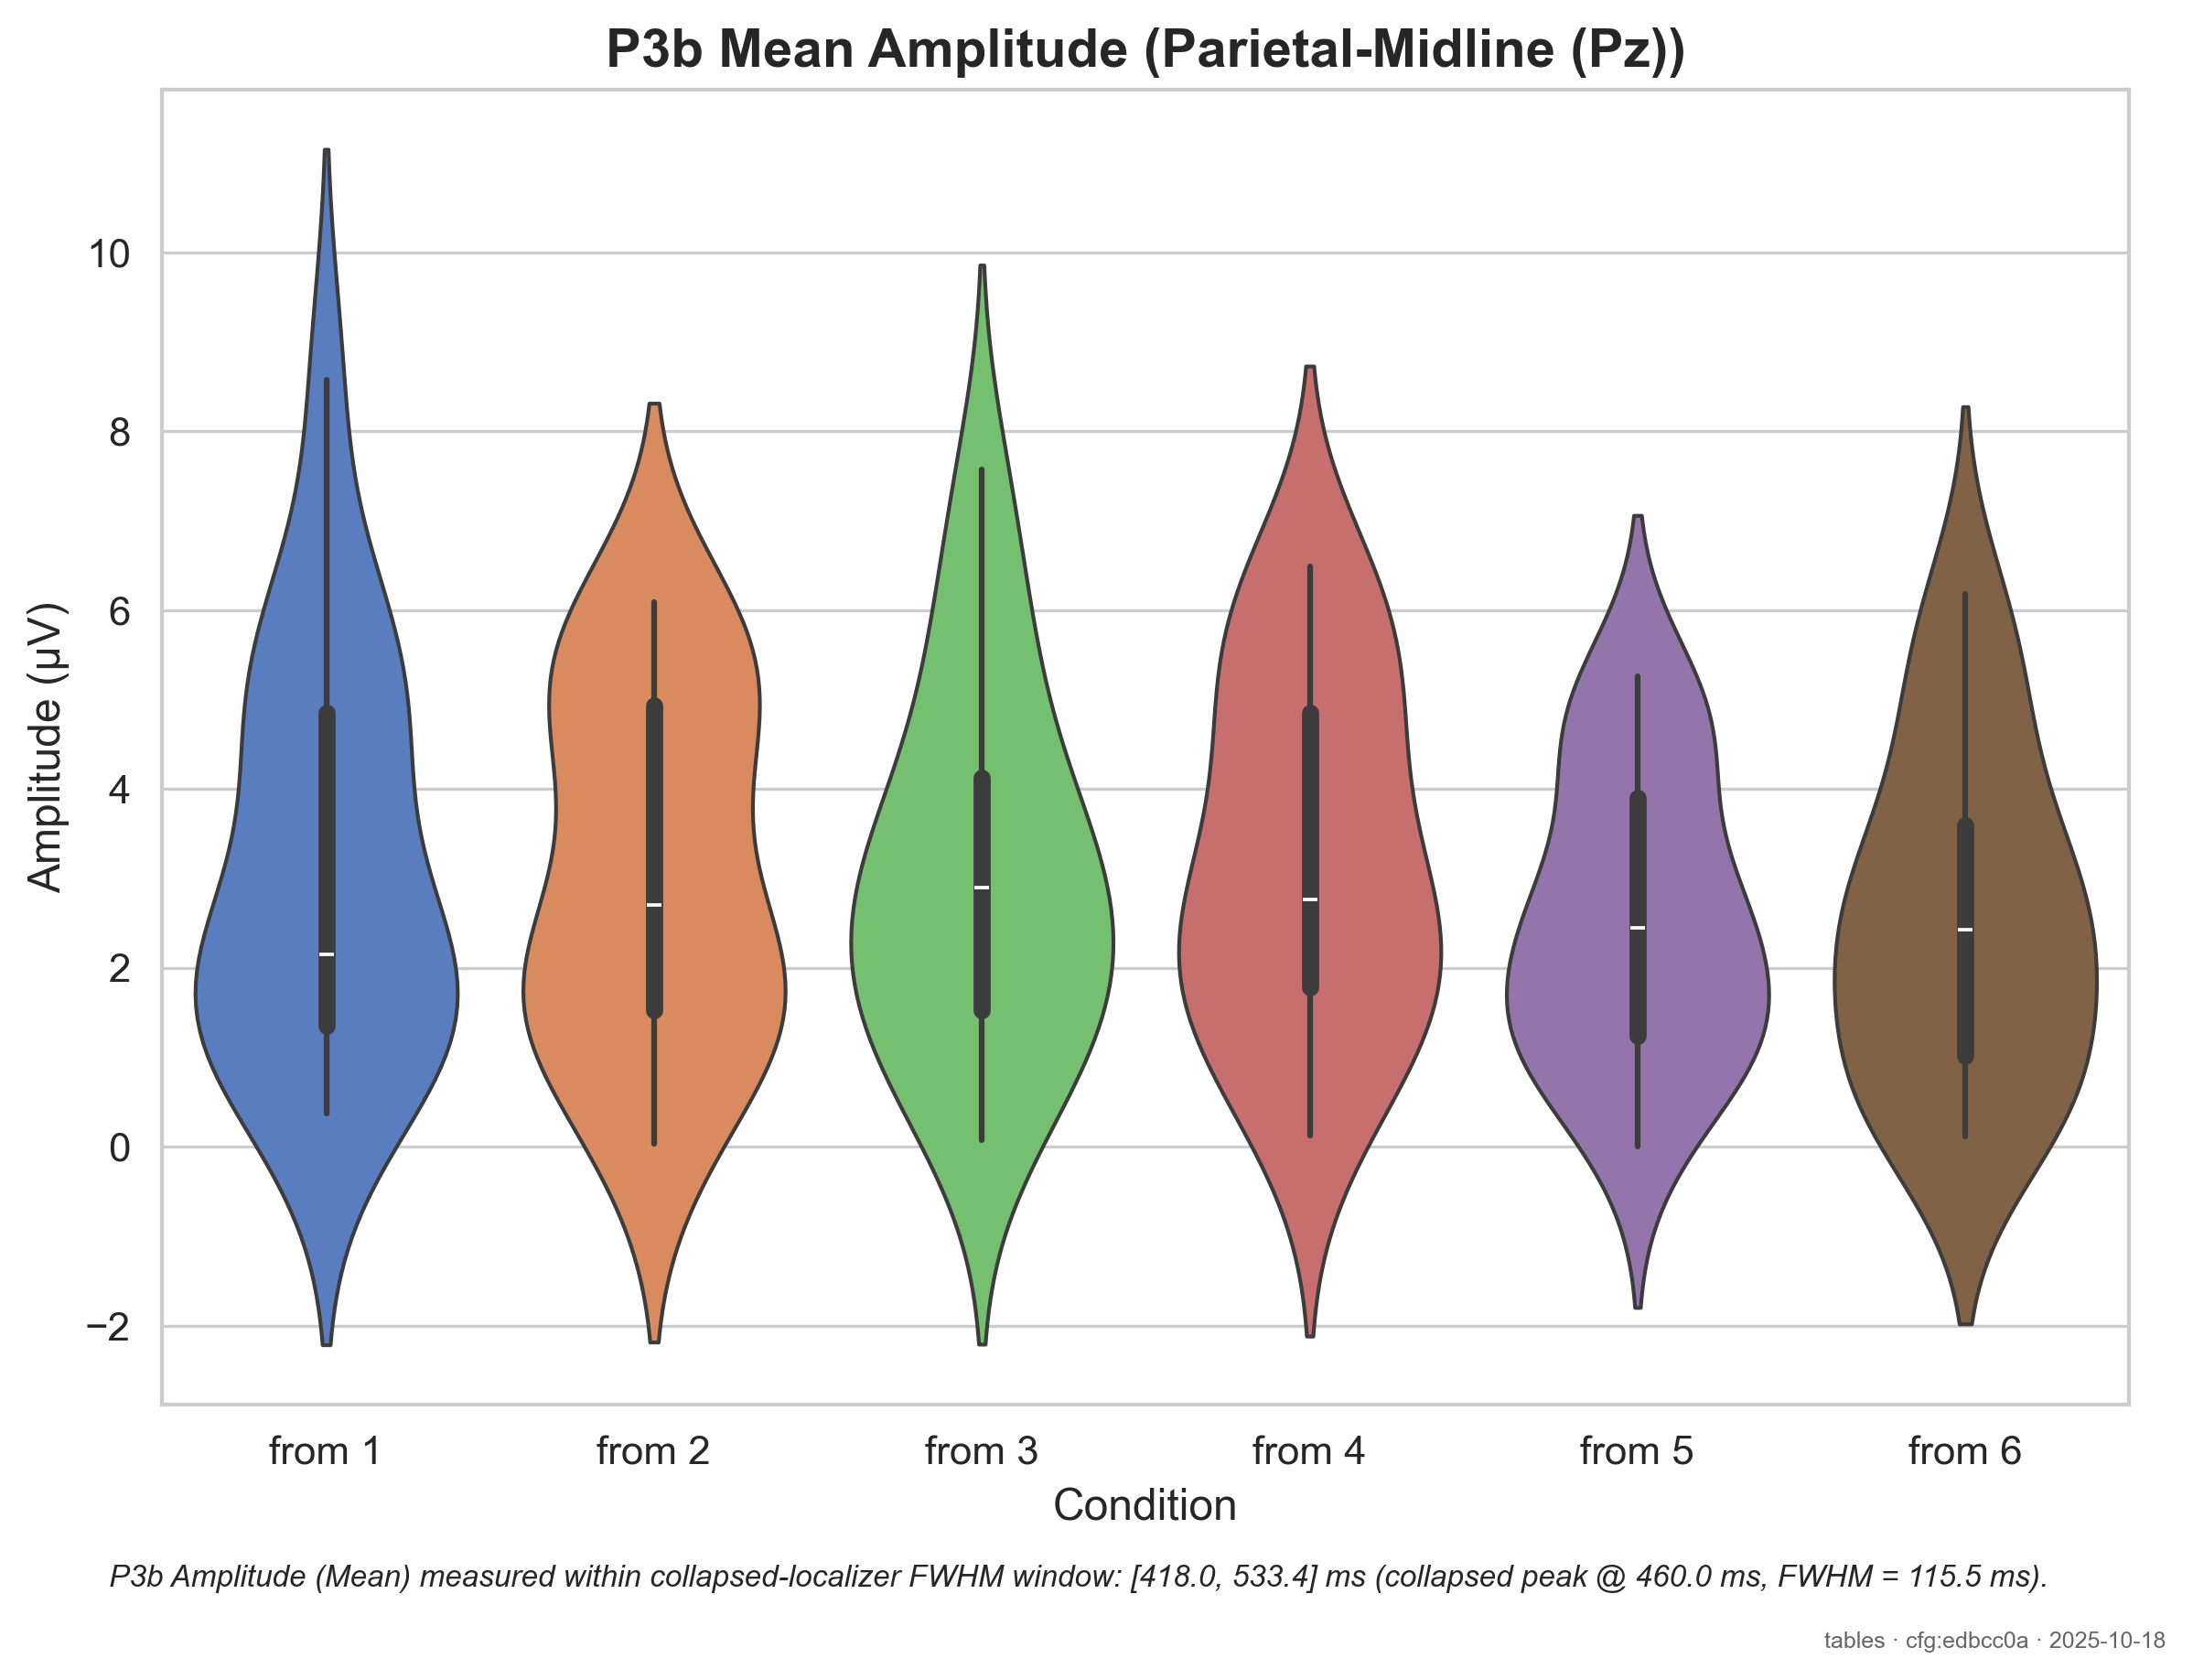 P3b Mean Amplitude (Parietal-Midline (Pz))
Amplitude (µV)
10
8
6
4
2
0
−2
from 1
from 2
from 3
from 4
from 5
from 6
Condition
P3b Amplitude (Mean) measured within collapsed-localizer FWHM window: [418.0, 533.4] ms (collapsed peak @ 460.0 ms, FWHM = 115.5 ms).
tables · cfg:edbcc0a · 2025-10-18